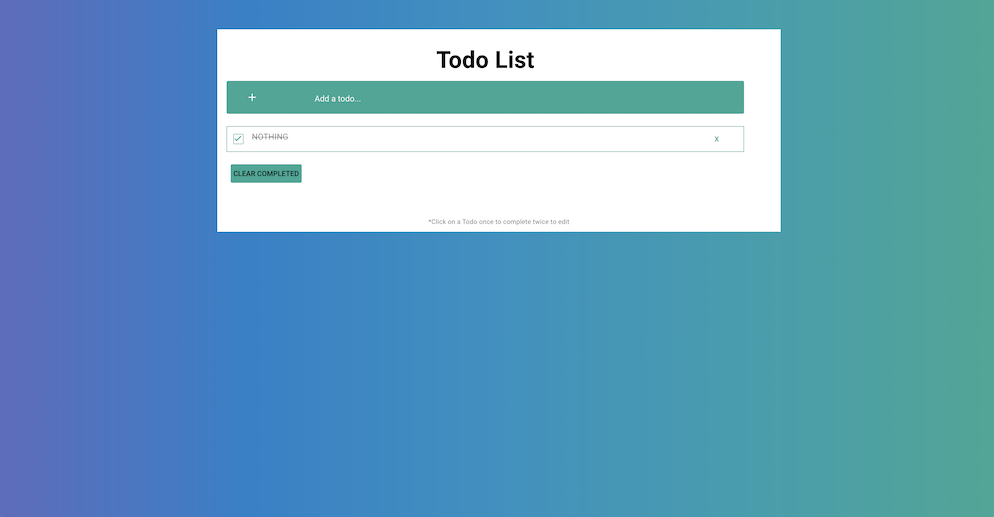 Todo List
+ Add a todo...
NOTHING x
CLEAR COMPLETED
*Click on a Todo once to complete twice to edit